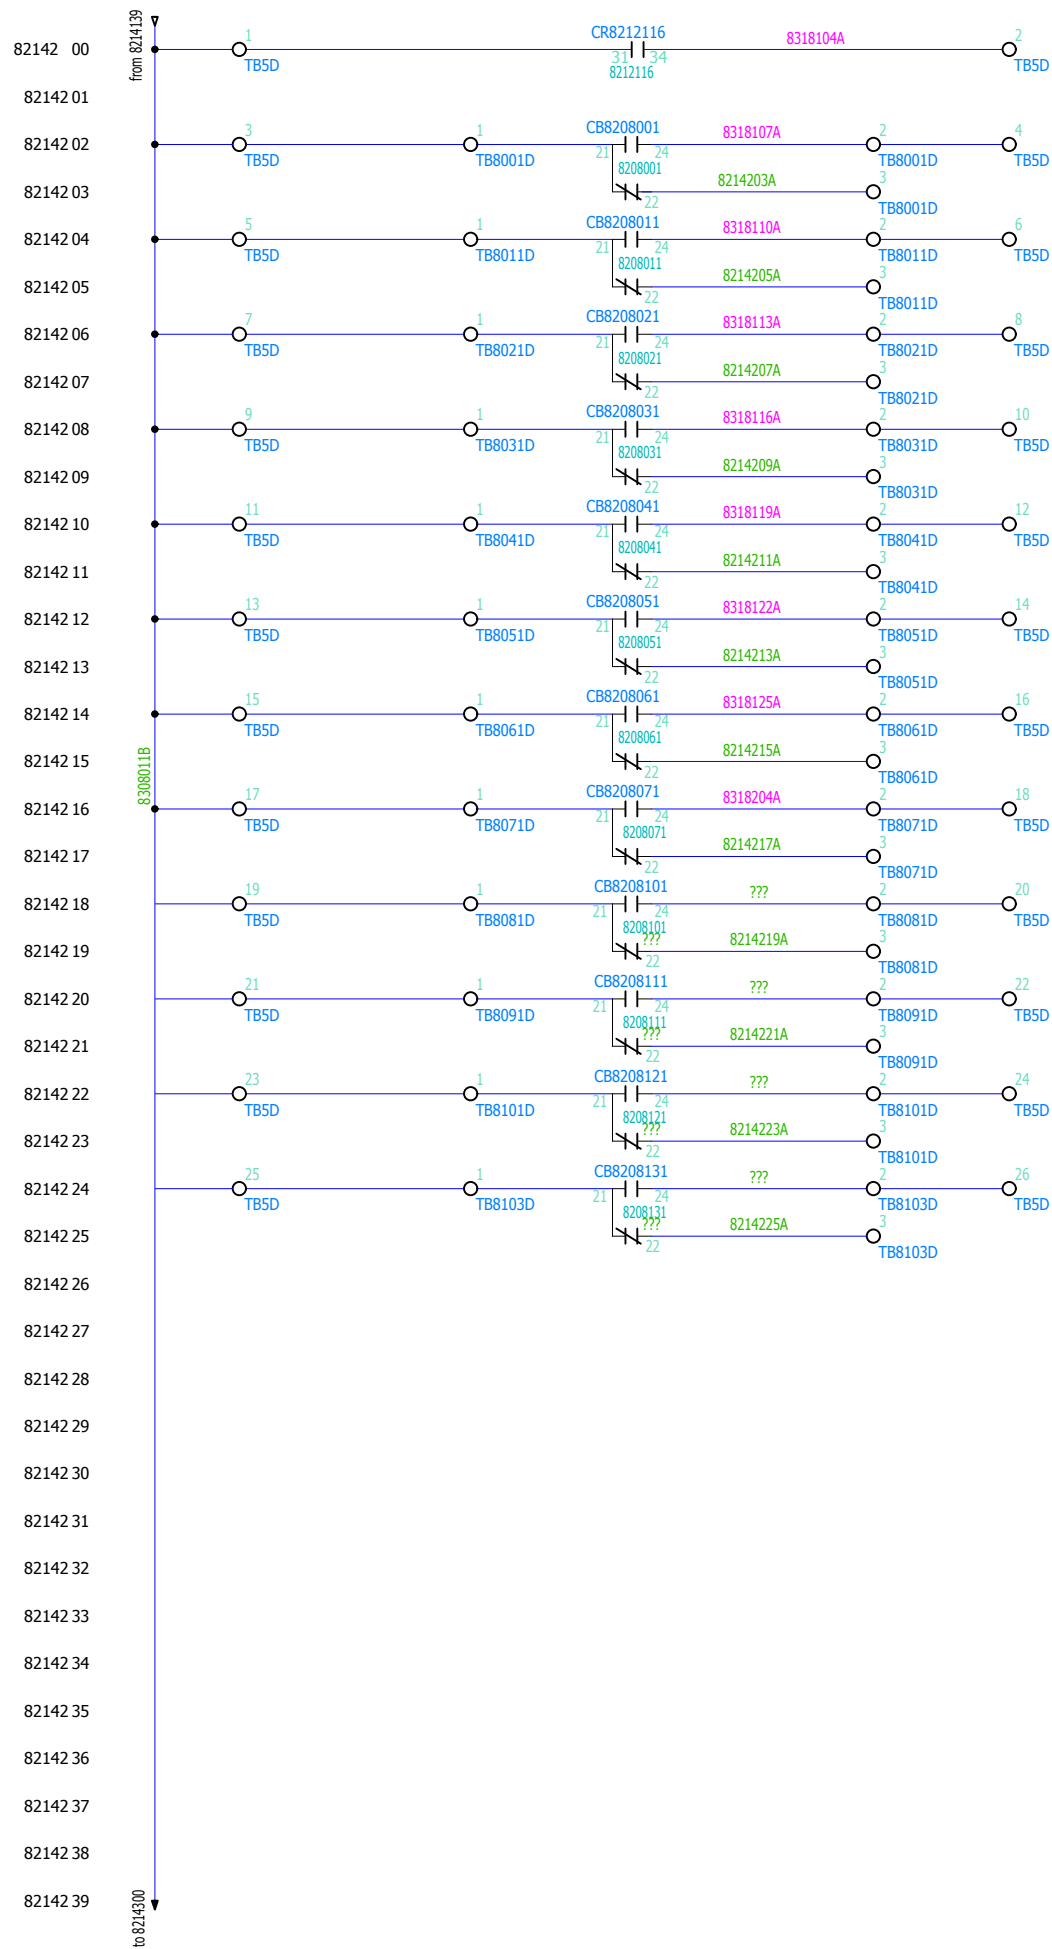 from 8214139
82142 00
1
TB5D
CR8212116
31 34
8212116
8318104A
2
TB5D
82142 01
82142 02
3
TB5D
1
TB8001D
CB8208001
21 24
8208001
8318107A
2
TB8001D
4
TB5D
82142 03
22
8214203A
3
TB8001D
82142 04
5
TB5D
1
TB8011D
CB8208011
21 24
8208011
8318110A
2
TB8011D
6
TB5D
82142 05
22
8214205A
3
TB8011D
82142 06
7
TB5D
1
TB8021D
CB8208021
21 24
8208021
8318113A
2
TB8021D
8
TB5D
82142 07
22
8214207A
3
TB8021D
82142 08
9
TB5D
1
TB8031D
CB8208031
21 24
8208031
8318116A
2
TB8031D
10
TB5D
82142 09
22
8214209A
3
TB8031D
82142 10
11
TB5D
1
TB8041D
CB8208041
21 24
8208041
8318119A
2
TB8041D
12
TB5D
82142 11
22
8214211A
3
TB8041D
82142 12
13
TB5D
1
TB8051D
CB8208051
21 24
8208051
8318122A
2
TB8051D
14
TB5D
82142 13
22
8214213A
3
TB8051D
82142 14
15
TB5D
1
TB8061D
CB8208061
21 24
8208061
8318125A
2
TB8061D
16
TB5D
82142 15
22
8214215A
3
TB8061D
8308011B
82142 16
17
TB5D
1
TB8071D
CB8208071
21 24
8208071
8318204A
2
TB8071D
18
TB5D
82142 17
22
8214217A
3
TB8071D
82142 18
19
TB5D
1
TB8081D
CB8208101
21 24
8208101
???
2
TB8081D
20
TB5D
82142 19
???
22
8214219A
3
TB8081D
82142 20
21
TB5D
1
TB8091D
CB8208111
21 24
8208111
???
2
TB8091D
22
TB5D
82142 21
???
22
8214221A
3
TB8091D
82142 22
23
TB5D
1
TB8101D
CB8208121
21 24
8208121
???
2
TB8101D
24
TB5D
82142 23
???
22
8214223A
3
TB8101D
82142 24
25
TB5D
1
TB8103D
CB8208131
21 24
8208131
???
2
TB8103D
26
TB5D
82142 25
???
22
8214225A
3
TB8103D
82142 26
82142 27
82142 28
82142 29
82142 30
82142 31
82142 32
82142 33
82142 34
82142 35
82142 36
82142 37
82142 38
82142 39
to 8214300